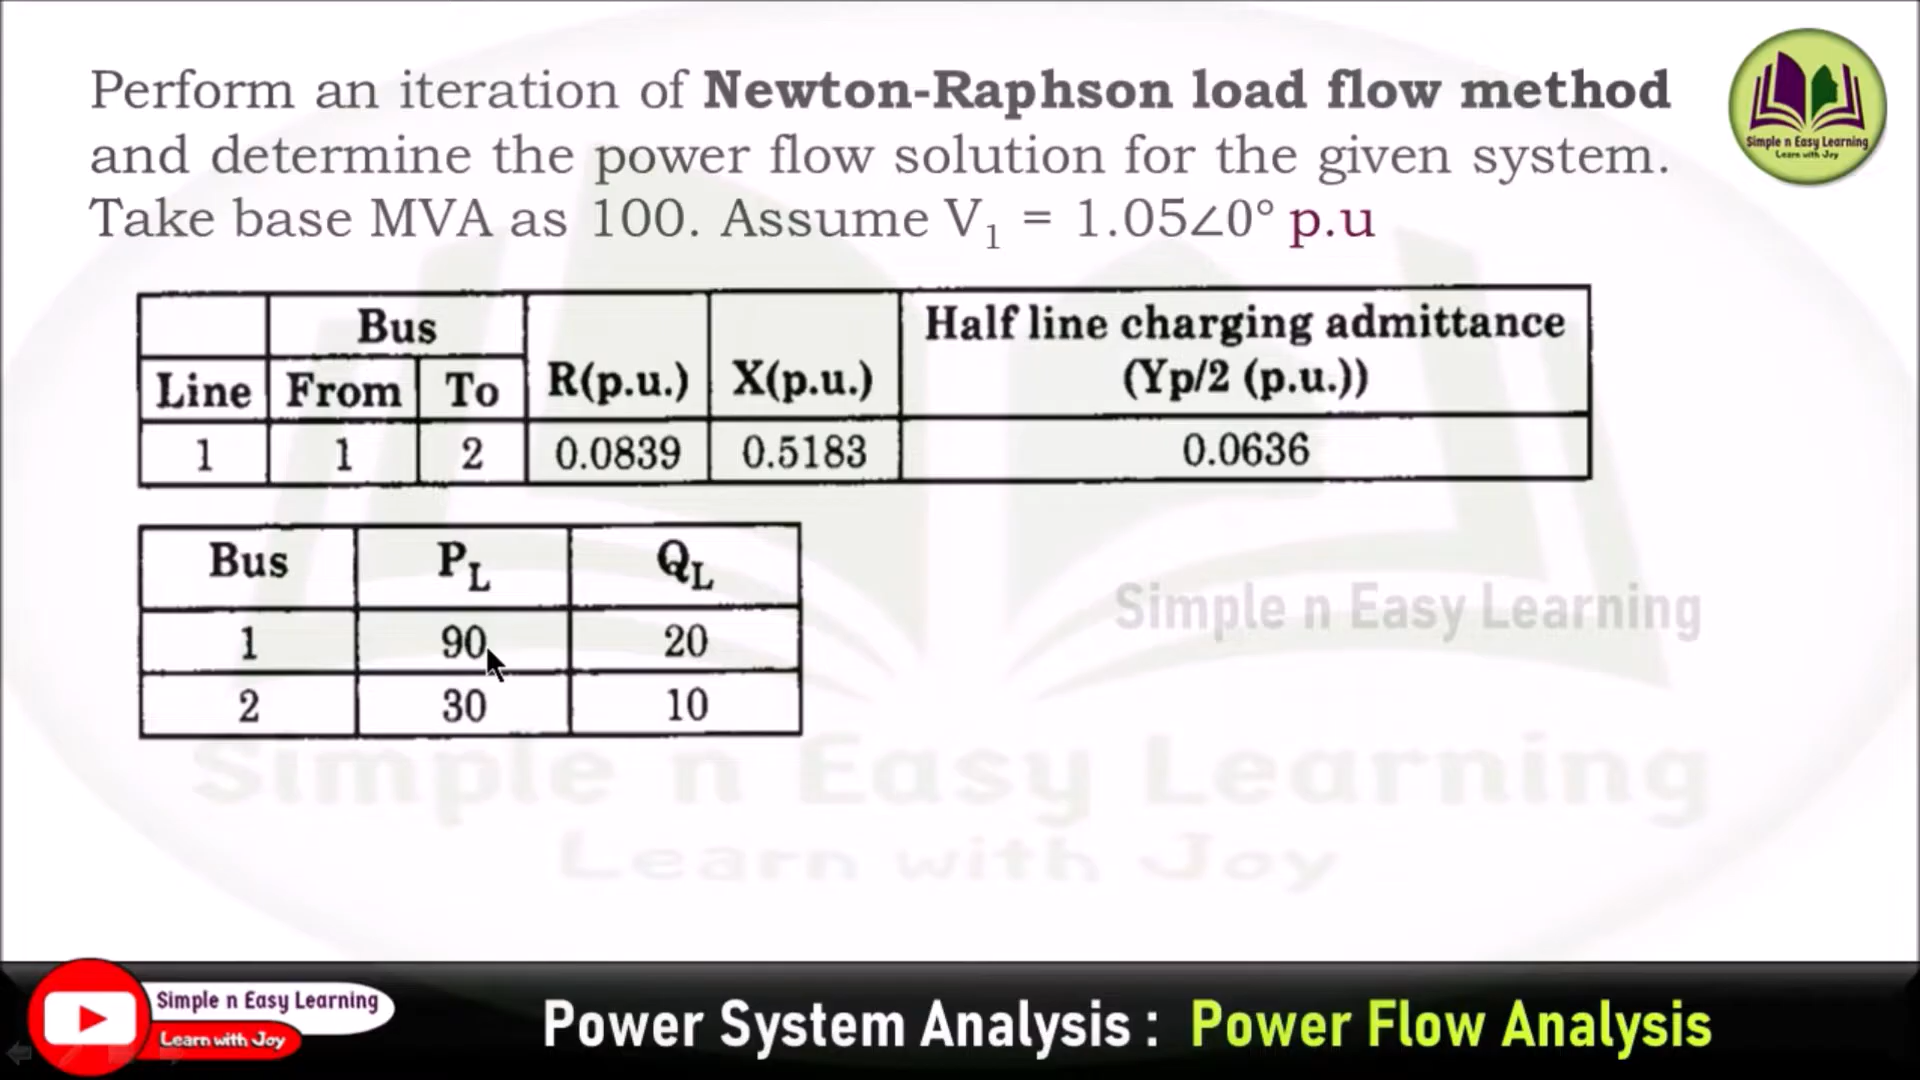 Perform an iteration of Newton-Raphson load flow method
and determine the power flow solution for the given system.
Take base MVA as 100. Assume V₁ = 1.05∠0° p.u
Simple n Easy Learning
Learn with Joy
Bus
Half line charging admittance
Line From To R(p.u.) X(p.u.) (Yp/2 (p.u.))
1 1 2 0.0839 0.5183 0.0636
Bus P_L Q_L
1 90 20
2 30 10
Simple n Easy Learning
Simple n Easy Learning
Learn with Joy
Simple n Easy Learning
Learn with Joy
Power System Analysis : Power Flow Analysis